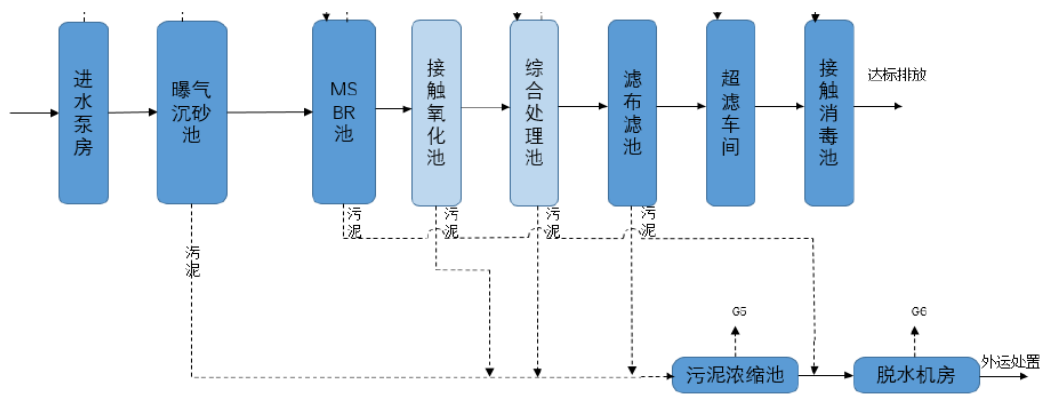 进水泵房
曝气沉砂池
MSBR池
接触氧化池
综合处理池
滤布滤池
超滤车间
接触消毒池
达标排放
污泥
污泥
污泥
污泥
污泥
G5
G6
污泥浓缩池
脱水机房
外运处置